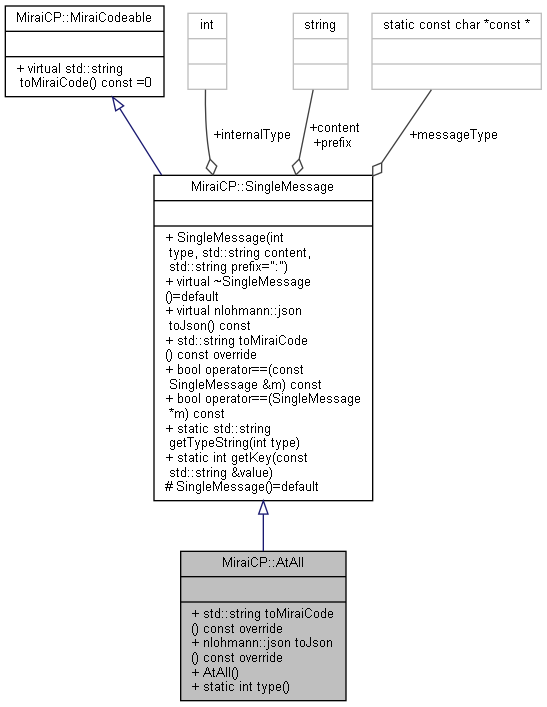 MiraiCP::MiraiCodeable
+ virtual std::string
toMiraiCode() const =0
int
string
static const char *const *
+internalType
+content
+prefix
+messageType
MiraiCP::SingleMessage
+ SingleMessage(int
type, std::string content,
std::string prefix=":")
+ virtual ~SingleMessage
()=default
+ virtual nlohmann::json
toJson() const
+ std::string toMiraiCode
() const override
+ bool operator==(const
SingleMessage &m) const
+ bool operator==(SingleMessage
*m) const
+ static std::string
getTypeString(int type)
+ static int getKey(const
std::string &value)
# SingleMessage()=default
MiraiCP::AtAll
+ std::string toMiraiCode
() const override
+ nlohmann::json toJson
() const override
+ AtAll()
+ static int type()